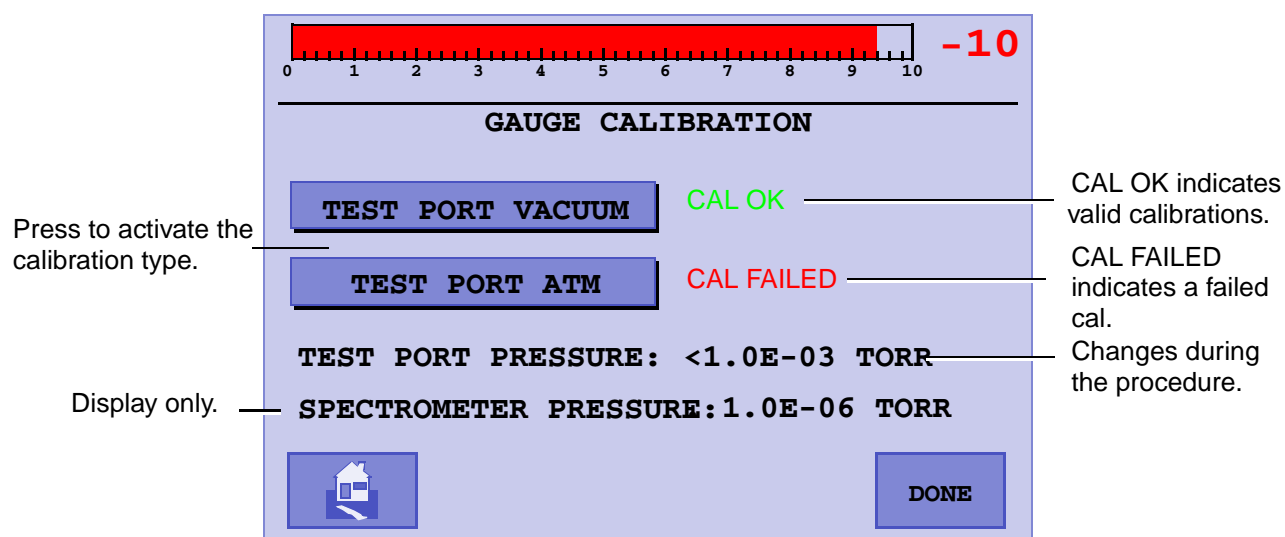 -10
0 1 2 3 4 5 6 7 8 9 10
GAUGE CALIBRATION
TEST PORT VACUUM
CAL OK
CAL OK indicates
valid calibrations.
Press to activate the
calibration type.
TEST PORT ATM
CAL FAILED
CAL FAILED
indicates a failed
cal.
TEST PORT PRESSURE: <1.0E-03 TORR
Changes during
the procedure.
Display only.
SPECTROMETER PRESSURE: 1.0E-06 TORR
DONE